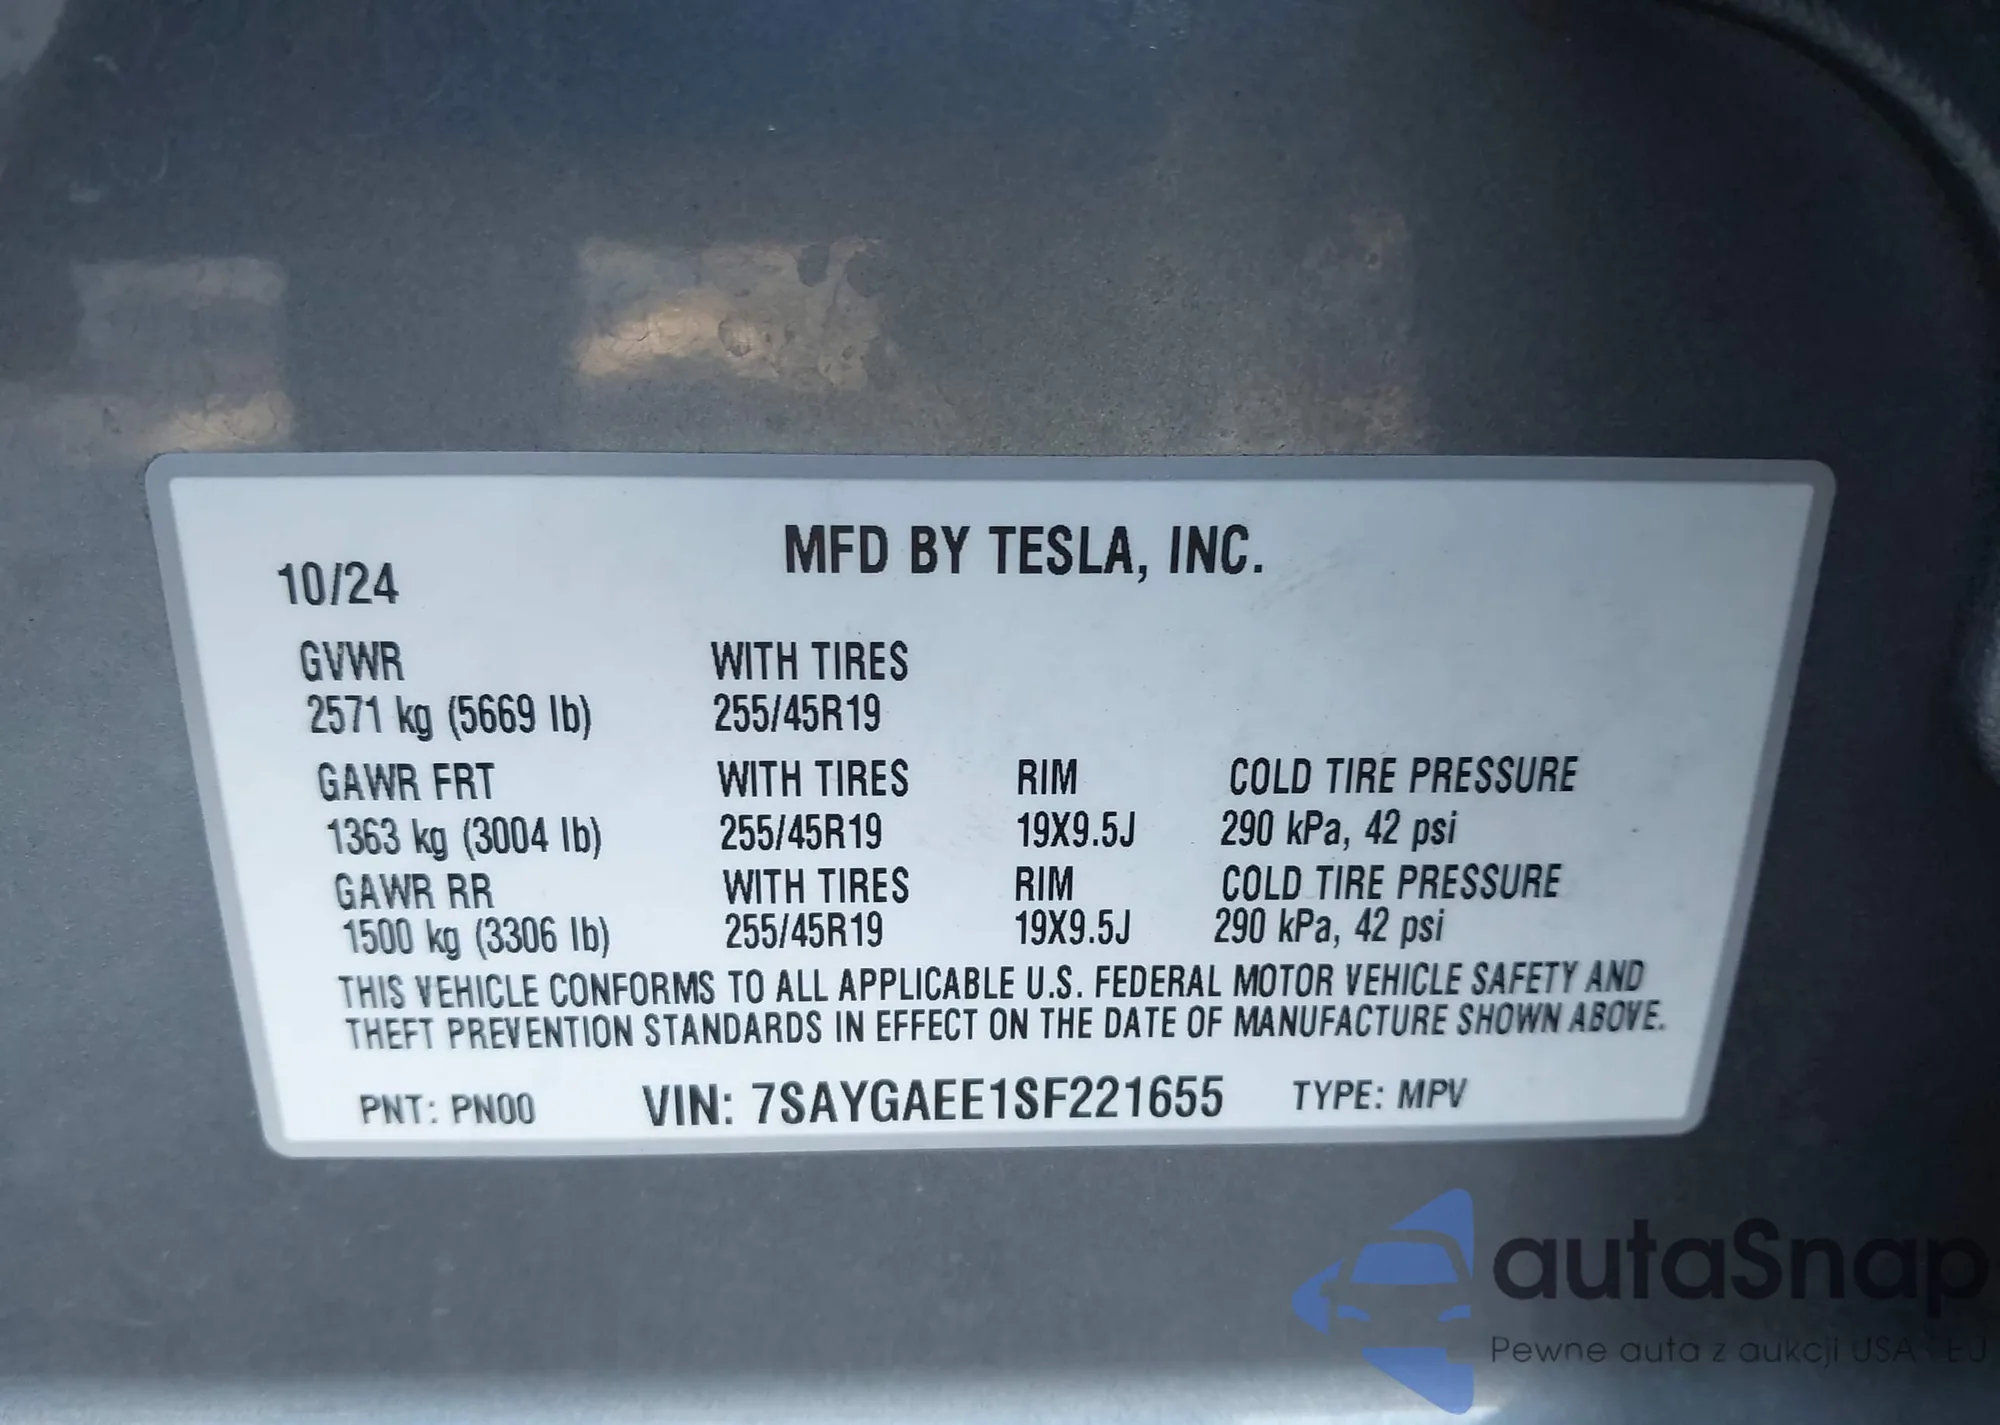 MFD BY TESLA, INC.
10/24
GVWR WITH TIRES
2571 kg (5669 lb) 255/45R19
GAWR FRT WITH TIRES RIM COLD TIRE PRESSURE
1363 kg (3004 lb) 255/45R19 19X9.5J 290 kPa, 42 psi
GAWR RR WITH TIRES RIM COLD TIRE PRESSURE
1500 kg (3306 lb) 255/45R19 19X9.5J 290 kPa, 42 psi
THIS VEHICLE CONFORMS TO ALL APPLICABLE U.S. FEDERAL MOTOR VEHICLE SAFETY AND
THEFT PREVENTION STANDARDS IN EFFECT ON THE DATE OF MANUFACTURE SHOWN ABOVE.
PNT: PN00 VIN: 7SAYGAEE1SF221655 TYPE: MPV
autaSnap
Pewne auta z aukcji USA EU